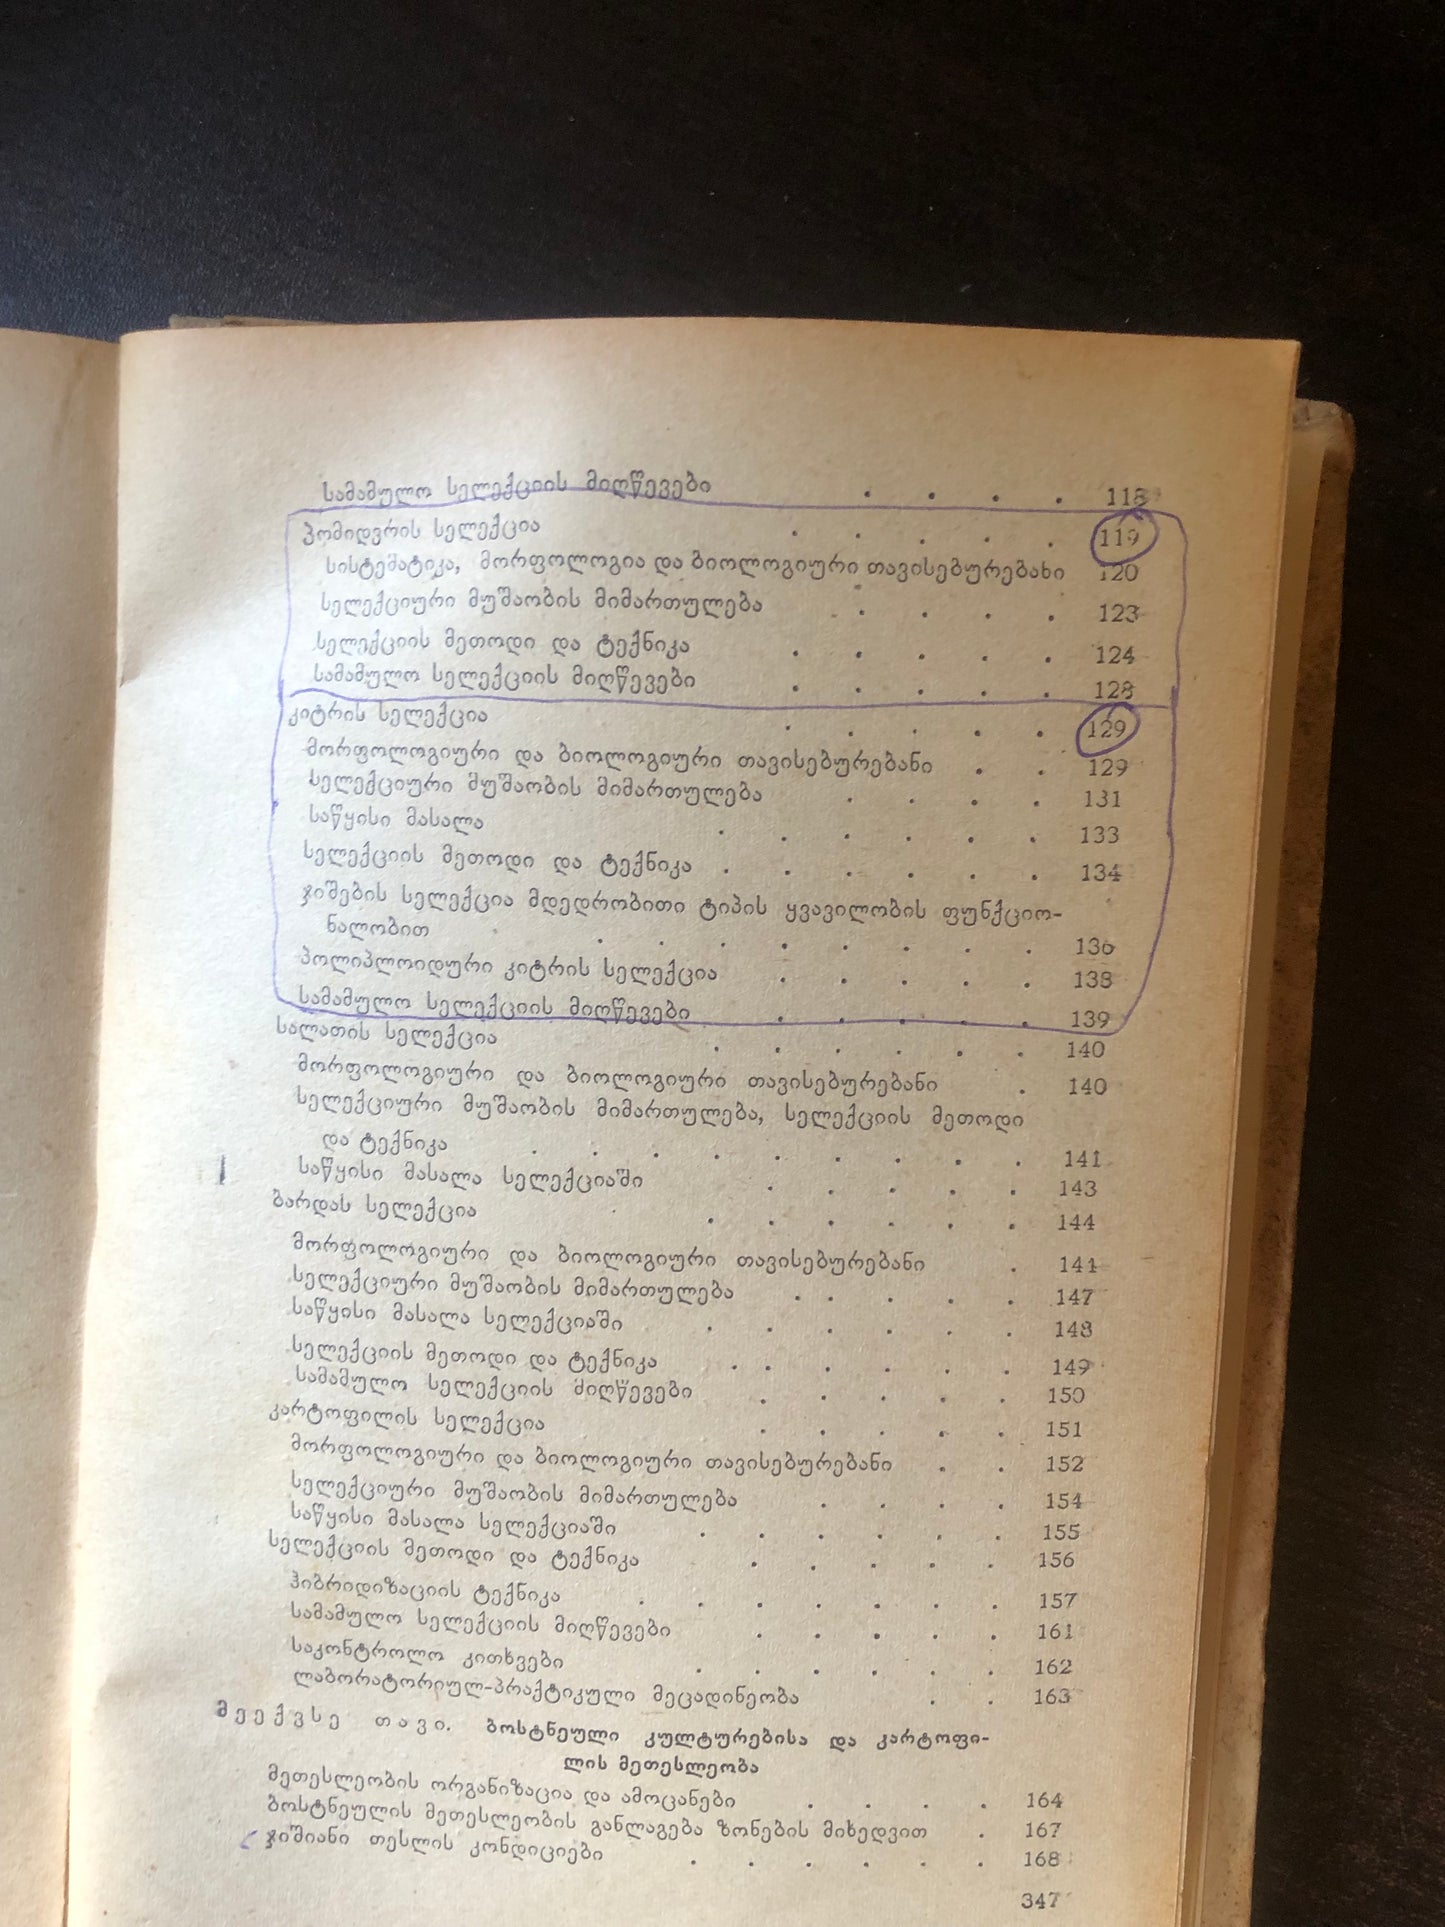 სამამულო სელექციის მიღწევები . . . . 118
პომიდვრის სელექცია . . . . . 119
სისტემატიკა, მორფოლოგია და ბიოლოგიური თავისებურებანი 120
სელექციური მუშაობის მიმართულება . . . . 123
სელექციის მეთოდი და ტექნიკა . . . . . 124
სამამულო სელექციის მიღწევები . . . . . 128
კიტრის სელექცია . . . . . 129
მორფოლოგიური და ბიოლოგიური თავისებურებანი . . 129
სელექციური მუშაობის მიმართულება . . . . 131
საწყისი მასალა . . . . . . 133
სელექციის მეთოდი და ტექნიკა . . . . . . 134
ჯიშების სელექცია მდედრობითი ტიპის ყვავილობის ფუნქციო-
ნალობით . . . . . . . . 136
პოლიპლოიდური კიტრის სელექცია . . . . . 138
სამამულო სელექციის მიღწევები . . . . . 139
სალათის სელექცია . . . . . . 140
მორფოლოგიური და ბიოლოგიური თავისებურებანი . 140
სელექციური მუშაობის მიმართულება, სელექციის მეთოდი
და ტექნიკა . . . . . . . . . 141
საწყისი მასალა სელექციაში . . . . . 143
ბარდას სელექცია . . . . . . 144
მორფოლოგიური და ბიოლოგიური თავისებურებანი . 144
სელექციური მუშაობის მიმართულება . . . . . 147
საწყისი მასალა სელექციაში . . . . . . 148
სელექციის მეთოდი და ტექნიკა . . . . . . 149
სამამულო სელექციის მიღწევები . . . . . 150
კარტოფილის სელექცია . . . . . 151
მორფოლოგიური და ბიოლოგიური თავისებურებანი . . 152
სელექციური მუშაობის მიმართულება . . . . 154
საწყისი მასალა სელექციაში . . . . . . 155
სელექციის მეთოდი და ტექნიკა . . . . . 156
ჰიბრიდიზაციის ტექნიკა . . . . . . . 157
სამამულო სელექციის მიღწევები . . . . . 161
საკონტროლო კითხვები . . . . . . 162
ლაბორატორიულ-პრაქტიკული მეცადინეობა . . 163
მეექვსე თავი. ბოსტნეული კულტურებისა და კარტოფი-
ლის მეთესლეობა
მეთესლეობის ორგანიზაცია და ამოცანები . . . . 164
ბოსტნეულის მეთესლეობის განლაგება ზონების მიხედვით . 167
ჯიშიანი თესლის კონდიციები . . . . . . 168
347